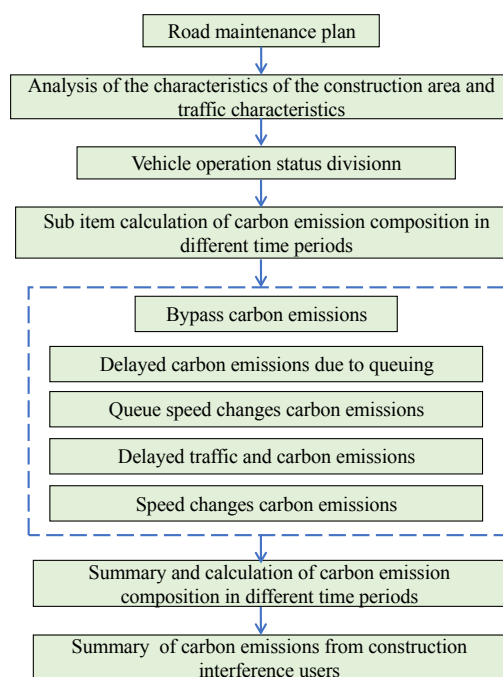 Road maintenance plan
Analysis of the characteristics of the construction area and
traffic characteristics
Vehicle operation status divisionn
Sub item calculation of carbon emission composition in
different time periods
Bypass carbon emissions
Delayed carbon emissions due to queuing
Queue speed changes carbon emissions
Delayed traffic and carbon emissions
Speed changes carbon emissions
Summary and calculation of carbon emission
composition in different time periods
Summary of carbon emissions from construction
interference users